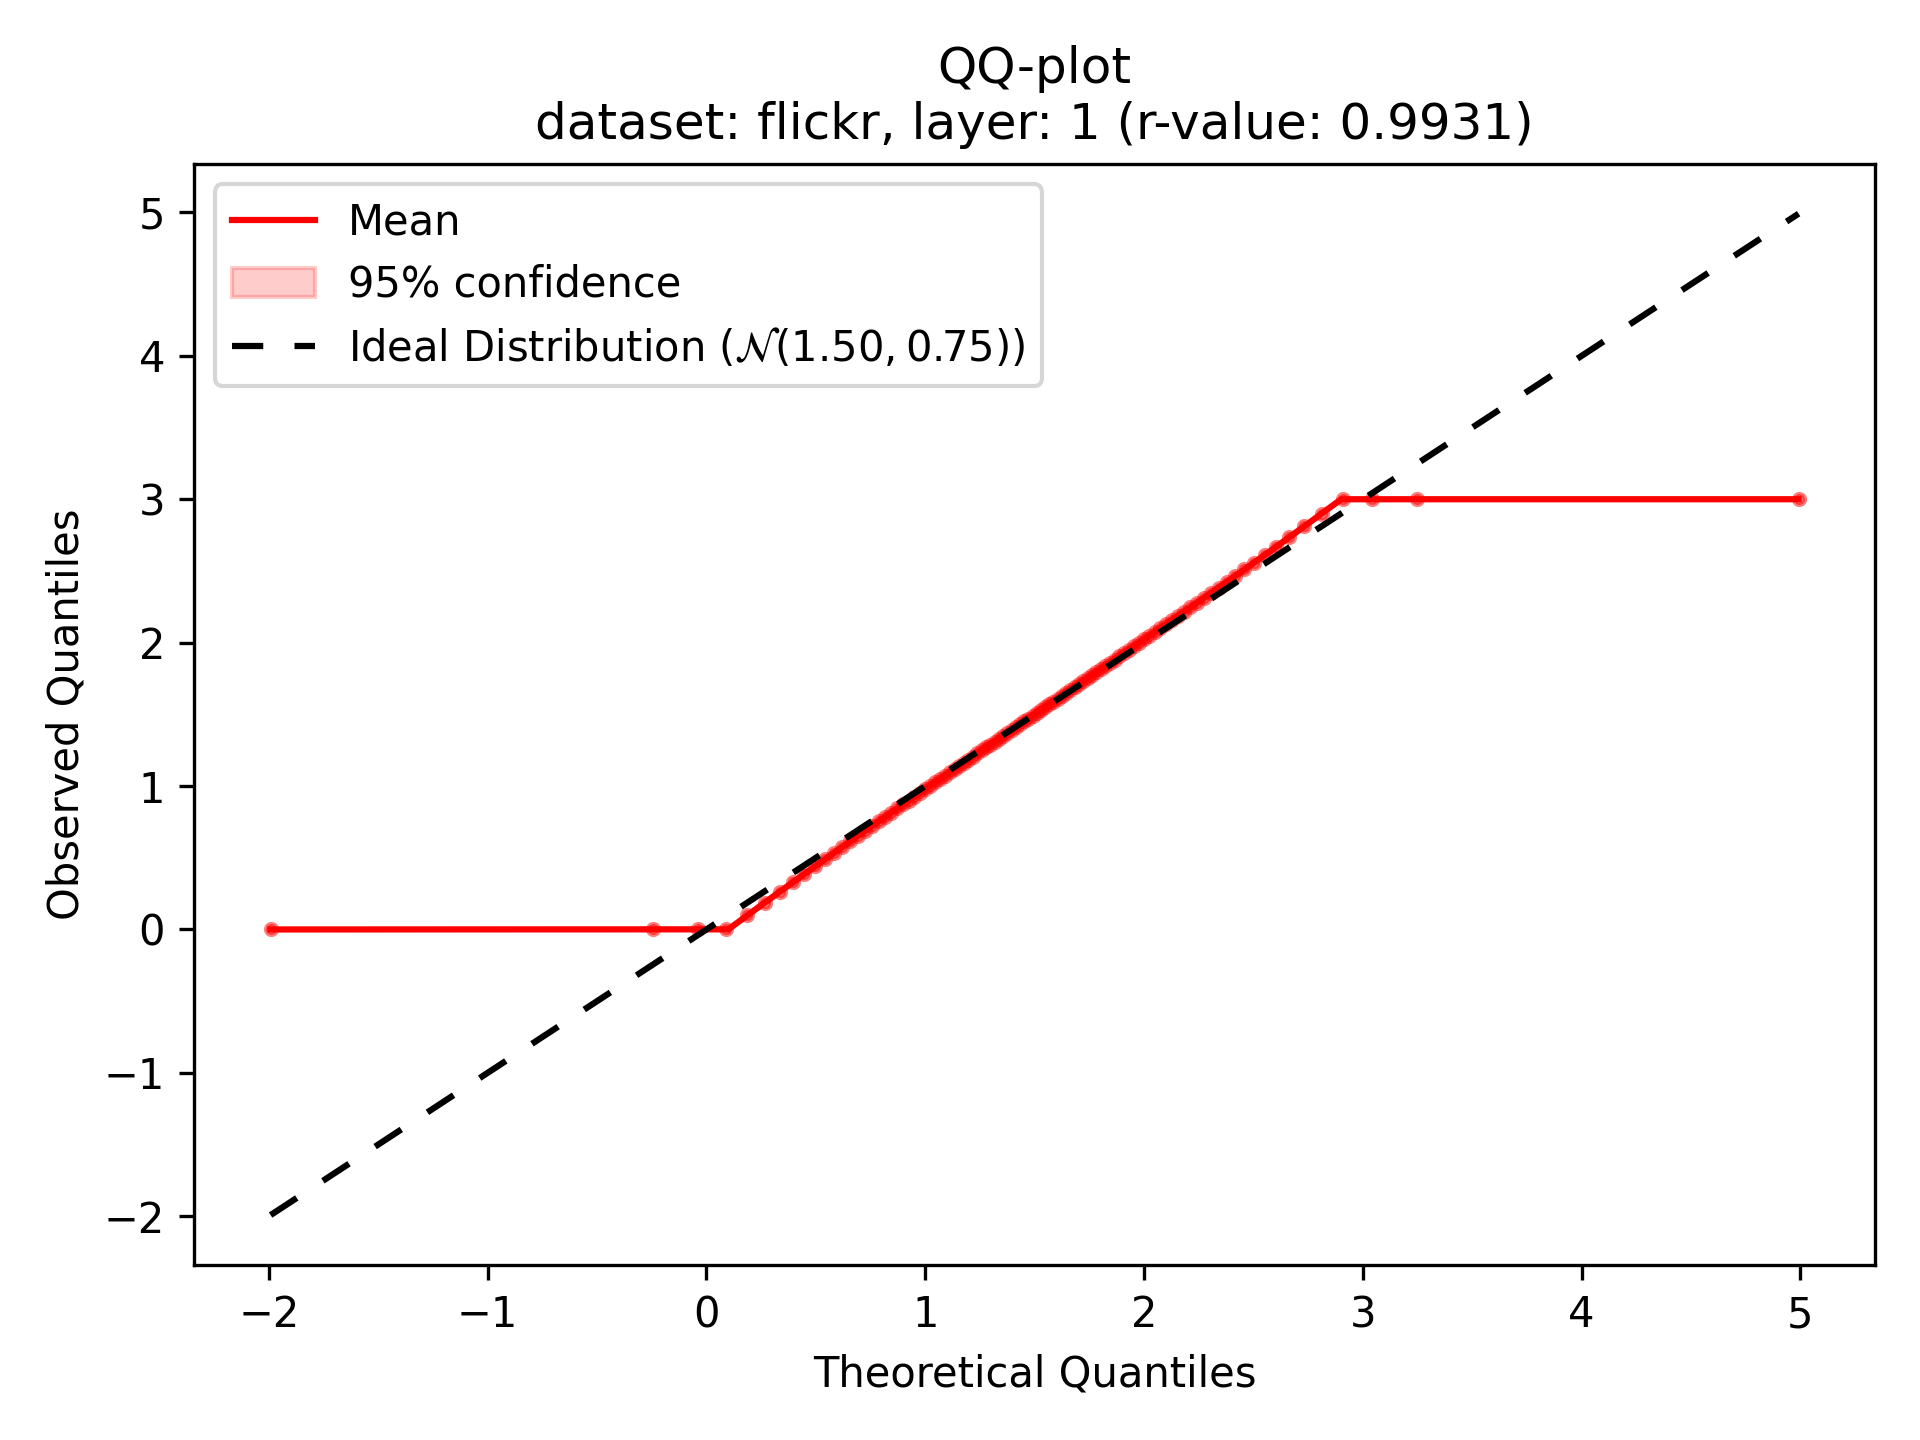 QQ-plot
dataset: flickr, layer: 1 (r-value: 0.9931)
Mean
95% confidence
Ideal Distribution (𝒩(1.50, 0.75))
Observed Quantiles
5
4
3
2
1
0
−1
−2
−2 −1 0 1 2 3 4 5
Theoretical Quantiles